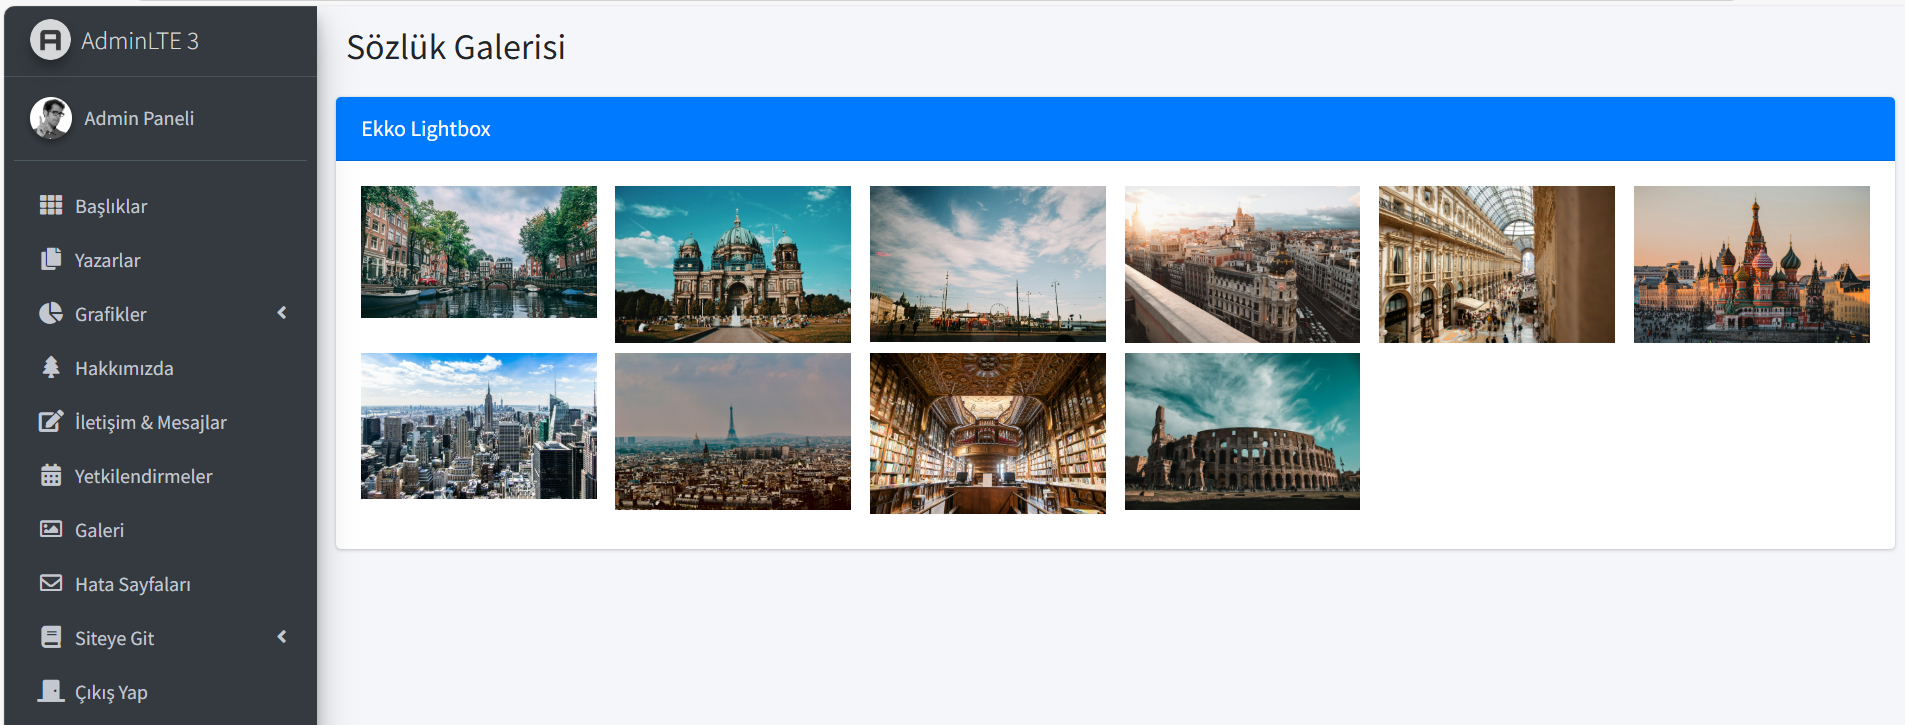 AdminLTE 3
Admin Paneli
Başlıklar
Yazarlar
Grafikler
Hakkımızda
İletişim & Mesajlar
Yetkilendirmeler
Galeri
Hata Sayfaları
Siteye Git
Çıkış Yap
Sözlük Galerisi
Ekko Lightbox